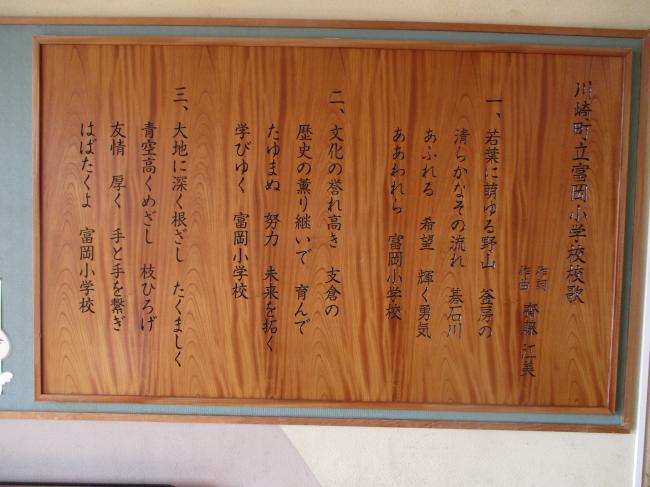 川崎町立富岡小学校校歌
作詞
作曲 齋藤江美
一、若葉に萌ゆる野山 釜房の
清らかなその流れ 碁石川
あふれる 希望 輝く勇気
ああわれら 富岡小学校
二、文化の誉れ高き 支倉の
歴史の薫り継いで 育んで
たゆまぬ 努力 未来を拓く
学びゆく 富岡小学校
三、大地に深く根ざし たくましく
青空高くめざし 枝ひろげ
友情 厚く 手と手を繋ぎ
はばたくよ 富岡小学校